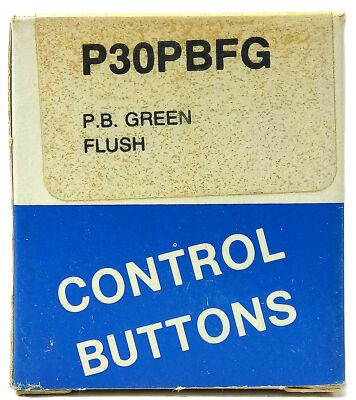 P30PBFG
P.B. GREEN
FLUSH
CONTROL
BUTTONS